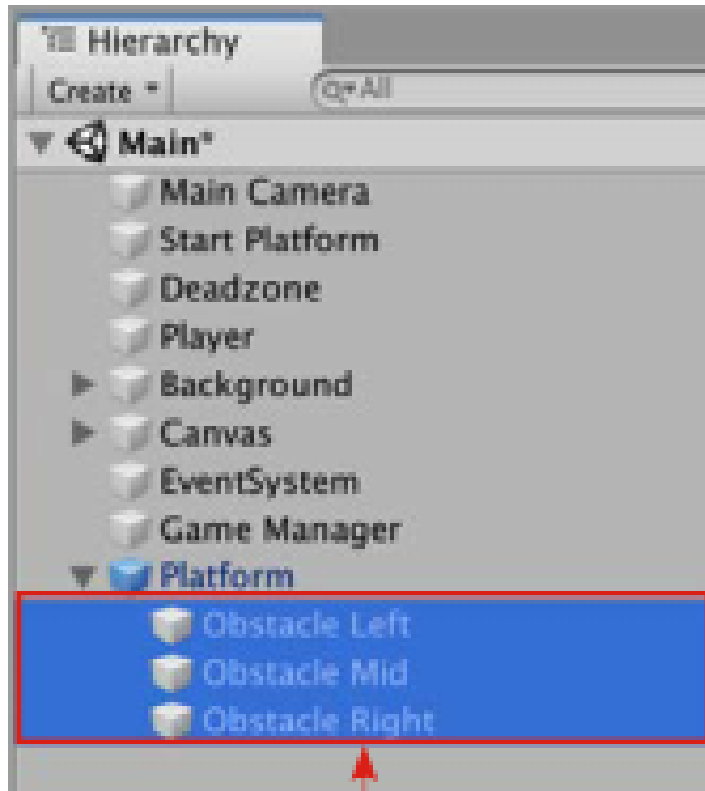 Hierarchy
Create
All
Main*
Main Camera
Start Platform
Deadzone
Player
Background
Canvas
EventSystem
Game Manager
Platform
Obstacle Left
Obstacle Mid
Obstacle Right